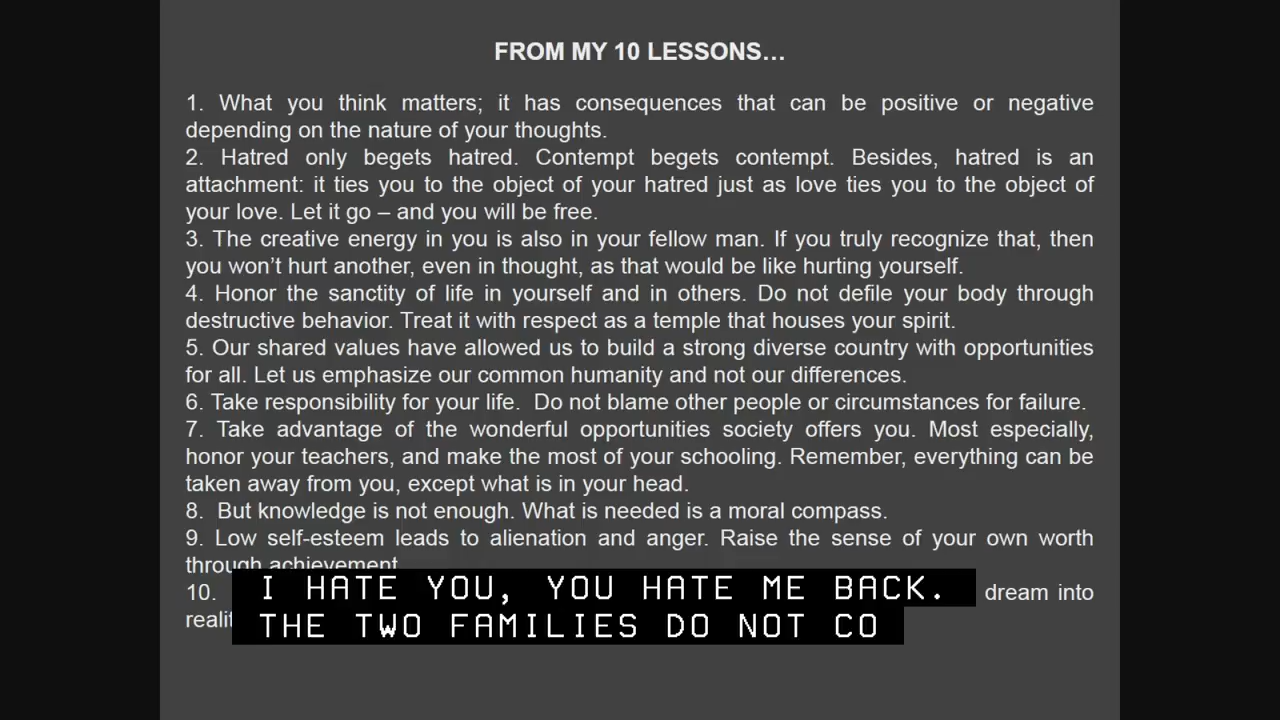 FROM MY 10 LESSONS…
1. What you think matters; it has consequences that can be positive or negative
depending on the nature of your thoughts.
2. Hatred only begets hatred. Contempt begets contempt. Besides, hatred is an
attachment: it ties you to the object of your hatred just as love ties you to the object of
your love. Let it go – and you will be free.
3. The creative energy in you is also in your fellow man. If you truly recognize that, then
you won't hurt another, even in thought, as that would be like hurting yourself.
4. Honor the sanctity of life in yourself and in others. Do not defile your body through
destructive behavior. Treat it with respect as a temple that houses your spirit.
5. Our shared values have allowed us to build a strong diverse country with opportunities
for all. Let us emphasize our common humanity and not our differences.
6. Take responsibility for your life.  Do not blame other people or circumstances for failure.
7. Take advantage of the wonderful opportunities society offers you. Most especially,
honor your teachers, and make the most of your schooling. Remember, everything can be
taken away from you, except what is in your head.
8.  But knowledge is not enough. What is needed is a moral compass.
9. Low self-esteem leads to alienation and anger. Raise the sense of your own worth
through achievement
10. dream into
I HATE YOU, YOU HATE ME BACK.
THE TWO FAMILIES DO NOT CO